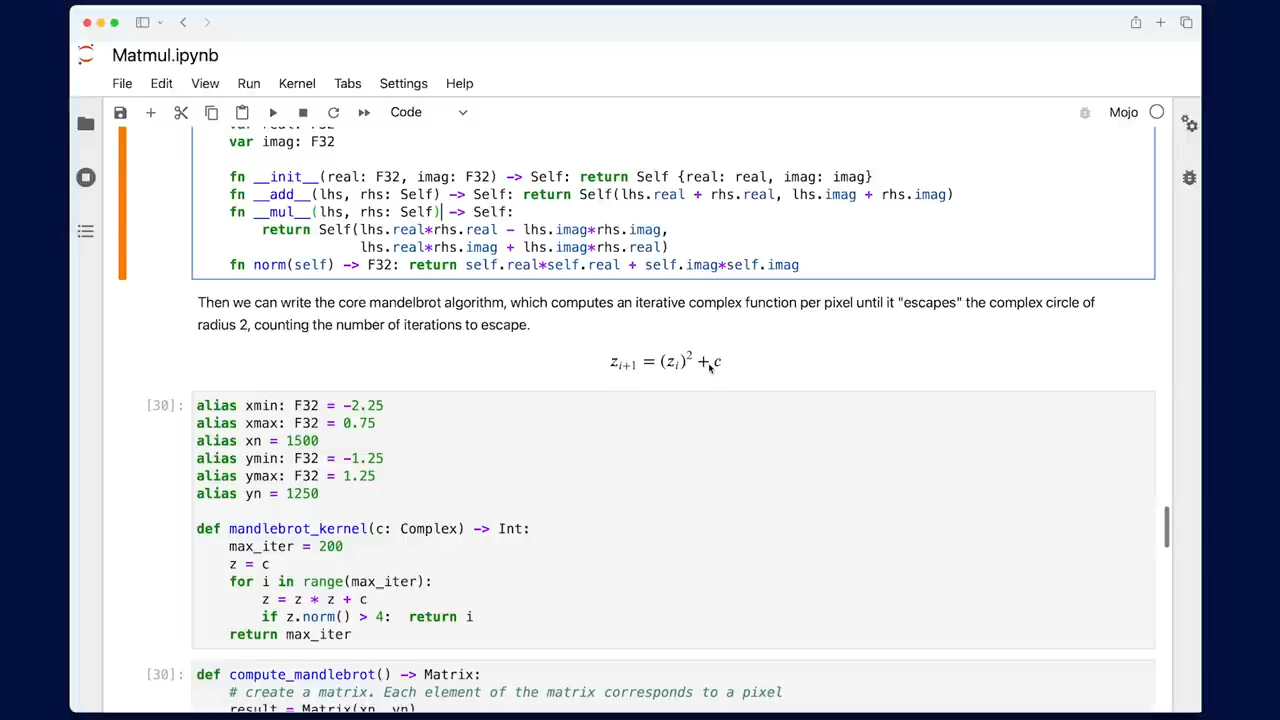 Matmul.ipynb
File Edit View Run Kernel Tabs Settings Help
Code
Mojo
var imag: F32
fn __init__(real: F32, imag: F32) -> Self: return Self {real: real, imag: imag}
fn __add__(lhs, rhs: Self) -> Self: return Self(lhs.real + rhs.real, lhs.imag + rhs.imag)
fn __mul__(lhs, rhs: Self) -> Self:
return Self(lhs.real*rhs.real - lhs.imag*rhs.imag,
lhs.real*rhs.imag + lhs.imag*rhs.real)
fn norm(self) -> F32: return self.real*self.real + self.imag*self.imag
Then we can write the core mandelbrot algorithm, which computes an iterative complex function per pixel until it "escapes" the complex circle of
radius 2, counting the number of iterations to escape.
z_{i+1} = (z_i)^2 + c
[30]:
alias xmin: F32 = -2.25
alias xmax: F32 = 0.75
alias xn = 1500
alias ymin: F32 = -1.25
alias ymax: F32 = 1.25
alias yn = 1250
def mandlebrot_kernel(c: Complex) -> Int:
max_iter = 200
z = c
for i in range(max_iter):
z = z * z + c
if z.norm() > 4: return i
return max_iter
[30]:
def compute_mandlebrot() -> Matrix:
# create a matrix. Each element of the matrix corresponds to a pixel
result = Matrix(xn, yn)